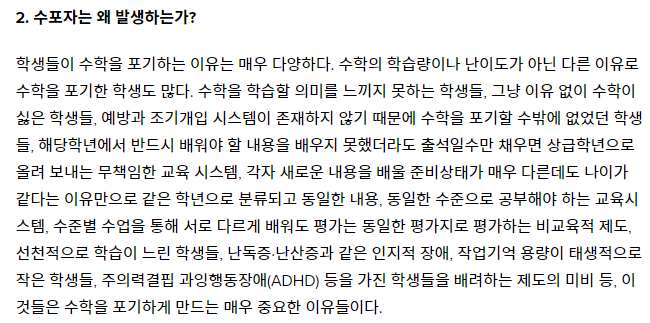 2. 수포자는 왜 발생하는가?
학생들이 수학을 포기하는 이유는 매우 다양하다. 수학의 학습량이나 난이도가 아닌 다른 이유로
수학을 포기한 학생도 많다. 수학을 학습할 의미를 느끼지 못하는 학생들, 그냥 이유 없이 수학이
싫은 학생들, 예방과 조기개입 시스템이 존재하지 않기 때문에 수학을 포기할 수밖에 없었던 학생
들, 해당학년에서 반드시 배워야 할 내용을 배우지 못했더라도 출석일수만 채우면 상급학년으로
올려 보내는 무책임한 교육 시스템, 각자 새로운 내용을 배울 준비상태가 매우 다른데도 나이가
같다는 이유만으로 같은 학년으로 분류되고 동일한 내용, 동일한 수준으로 공부해야 하는 교육시
스템, 수준별 수업을 통해 서로 다르게 배워도 평가는 동일한 평가지로 평가하는 비교육적 제도,
선천적으로 학습이 느린 학생들, 난독증·난산증과 같은 인지적 장애, 작업기억 용량이 태생적으로
작은 학생들, 주의력결핍 과잉행동장애(ADHD) 등을 가진 학생들을 배려하는 제도의 미비 등, 이
것들은 수학을 포기하게 만드는 매우 중요한 이유들이다.